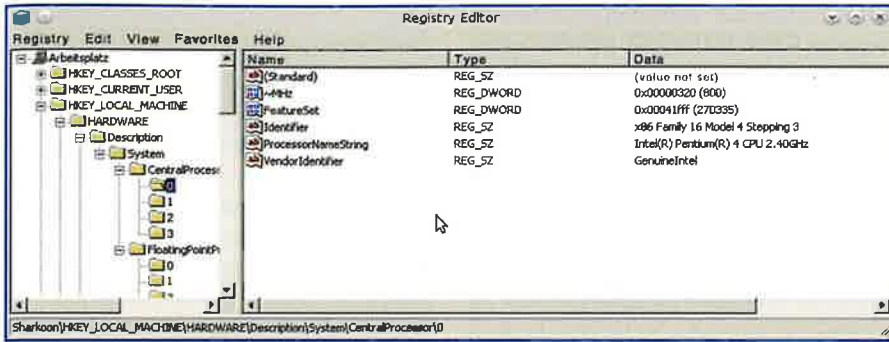 Registry Editor
Registry Edit View Favorites Help
Arbeitsplatz
HKEY_CLASSES_ROOT
HKEY_CURRENT_USER
HKEY_LOCAL_MACHINE
HARDWARE
Description
System
CentralProcess
0
1
2
3
FloatingPointPr
0
1
Name Type Data
(Standard) REG_SZ (value not set)
~MHz REG_DWORD 0x00000320 (800)
FeatureSet REG_DWORD 0x00041fff (270335)
Identifier REG_SZ x86 Family 16 Model 4 Stepping 3
ProcessorNameString REG_SZ Intel(R) Pentium(R) 4 CPU 2.40GHz
VendorIdentifier REG_SZ GenuineIntel
Sharkoon\HKEY_LOCAL_MACHINE\HARDWARE\Description\System\CentralProcessor\0